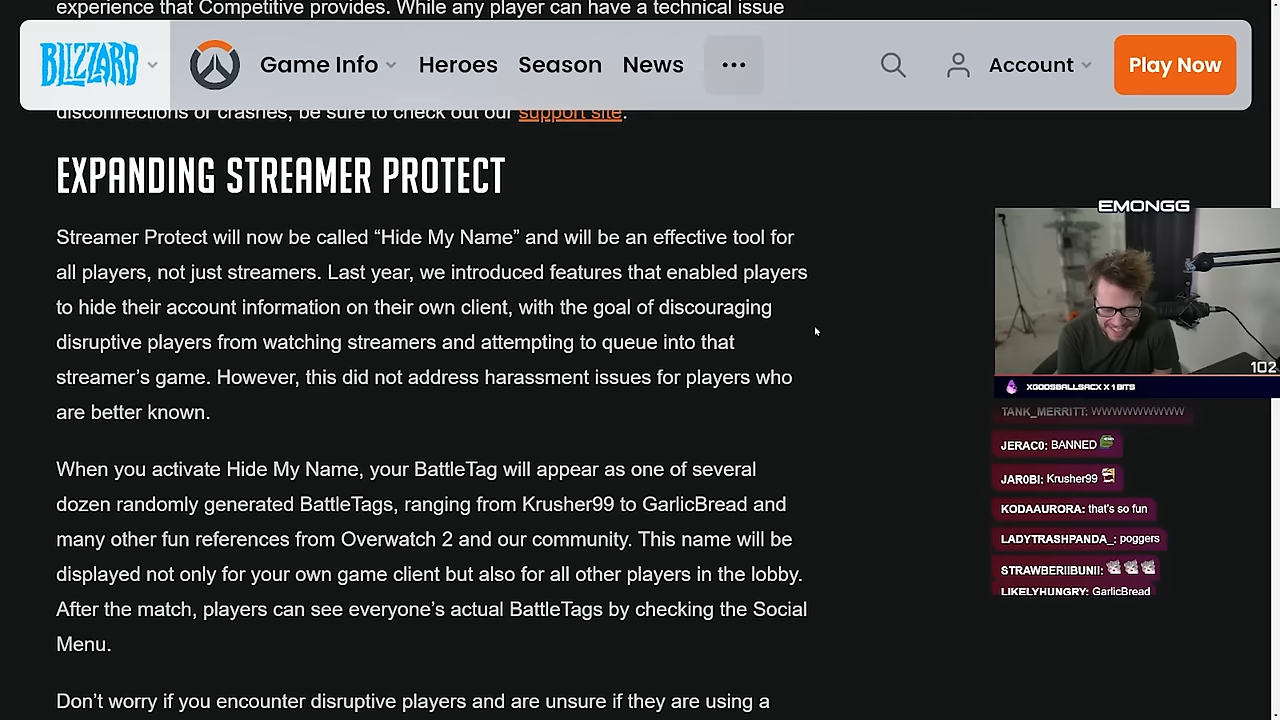 experience that Competitive provides. While any player can have a technical issue
BLIZZARD
Game Info
Heroes
Season
News
Account
Play Now
disconnections or crashes, be sure to check out our support site.
EXPANDING STREAMER PROTECT
Streamer Protect will now be called “Hide My Name” and will be an effective tool for
all players, not just streamers. Last year, we introduced features that enabled players
to hide their account information on their own client, with the goal of discouraging
disruptive players from watching streamers and attempting to queue into that
streamer’s game. However, this did not address harassment issues for players who
are better known.
When you activate Hide My Name, your BattleTag will appear as one of several
dozen randomly generated BattleTags, ranging from Krusher99 to GarlicBread and
many other fun references from Overwatch 2 and our community. This name will be
displayed not only for your own game client but also for all other players in the lobby.
After the match, players can see everyone’s actual BattleTags by checking the Social
Menu.
Don’t worry if you encounter disruptive players and are unsure if they are using a
EMONGG
102
XGODSBALLSACX X 1 BITS
TANK_MERRITT: WWWWWWWWWW
JERAC0: BANNED
JAR0BI: Krusher99
KODAAURORA: that's so fun
LADYTRASHPANDA_: poggers
STRAWBERIIBUNII:
LIKELYHUNGRY: GarlicBread